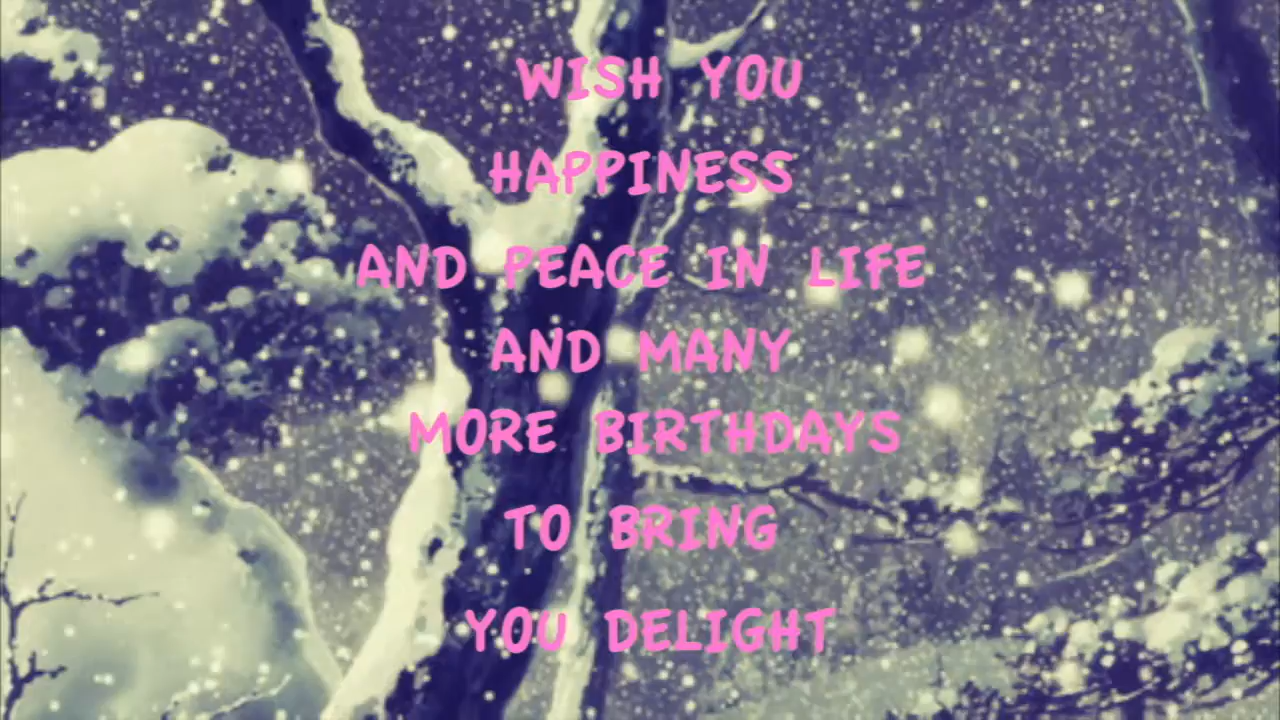 WISH YOU
HAPPINESS
AND PEACE IN LIFE
AND MANY
MORE BIRTHDAYS
TO BRING
YOU DELIGHT